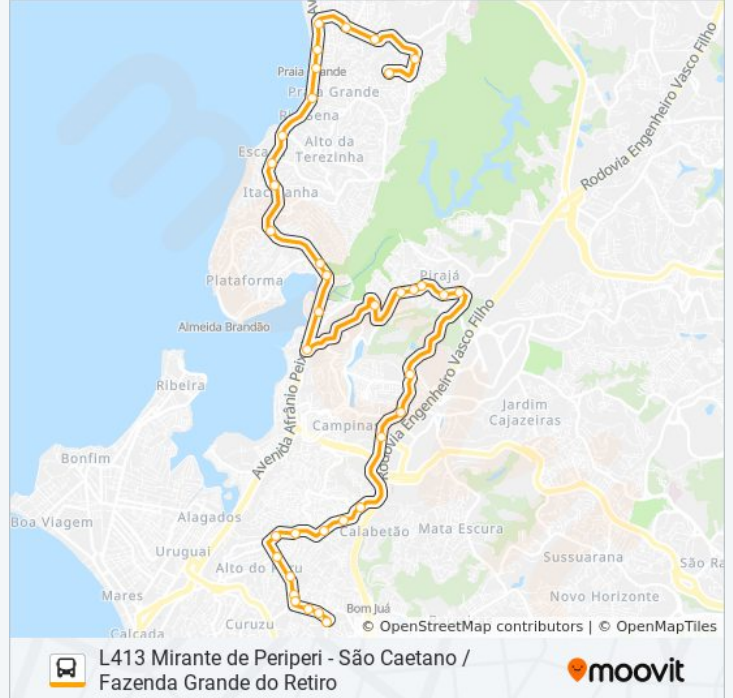 Praia Grande
Praia Grande
Rio Sena
Alto da
Terezinha
Itacaranha
Rodovia Engenheiro Vasco Filho
Plataforma
Pirajá
Almeida Brandão
Ribeira
Avenida Afrânio Peix
Rodovia Engenheiro Vasco Filho
Jardim
Cajazeiras
Campinas
Bonfim
Boa Viagem
Alagados
Calabetão
Mata Escura
Uruguai
Sussuarana
São Ra
Alto do Peru
Mares
Novo Horizonte
Bom Juá
Calçada
Curuzu
© OpenStreetMap contributors | © OpenMapTiles
L413 Mirante de Periperi - São Caetano /
Fazenda Grande do Retiro
moovit